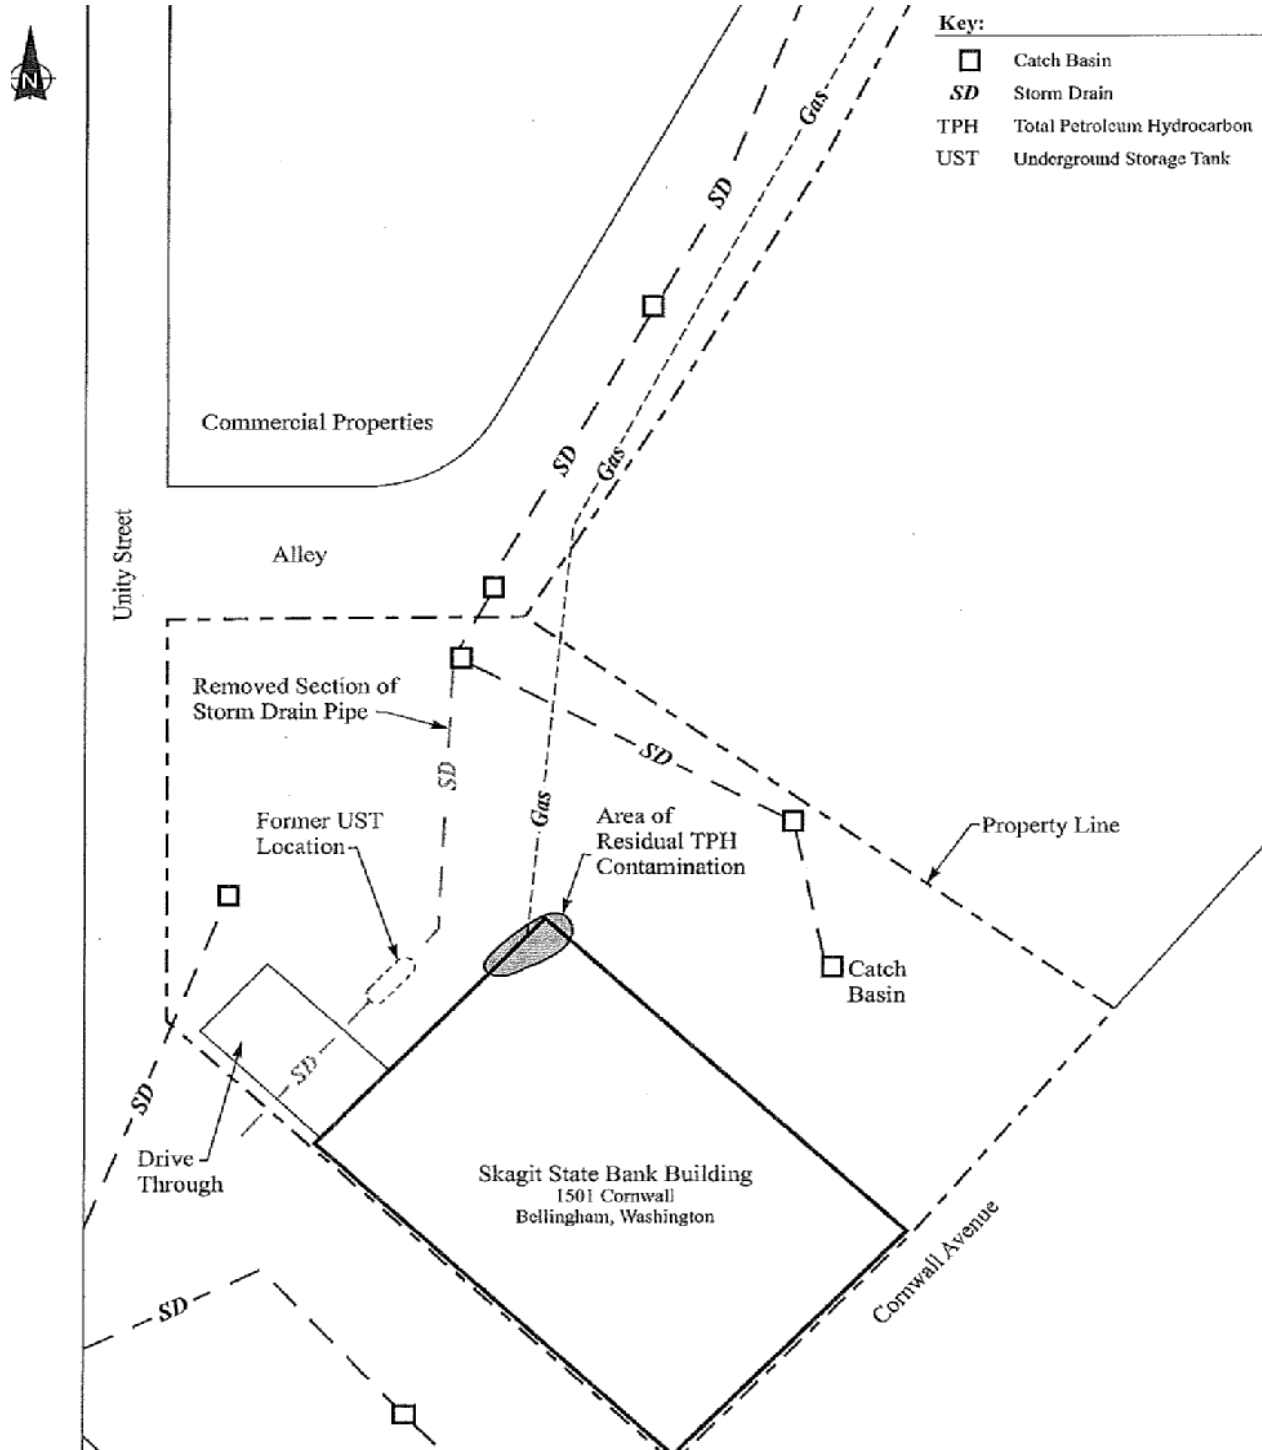 Key:
Catch Basin
SD Storm Drain
TPH Total Petroleum Hydrocarbon
UST Underground Storage Tank
N
Gas
SD
Commercial Properties
SD
Gas
Unity Street
Alley
Removed Section of
Storm Drain Pipe
SD
SD
Gas
Former UST
Location
Area of
Residual TPH
Contamination
Property Line
Catch
Basin
SD
SD
Drive
Through
Skagit State Bank Building
1501 Cornwall
Bellingham, Washington
Cornwall Avenue
SD